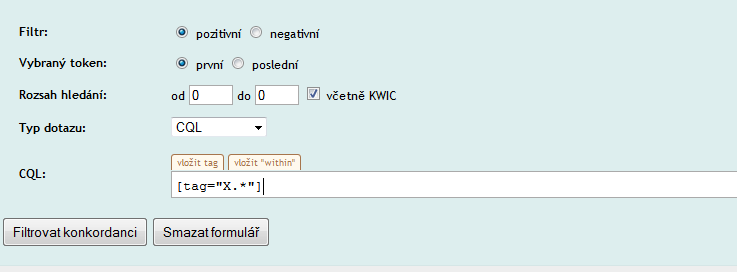 Filtr: pozitivní negativní
Vybraný token: první poslední
Rozsah hledání: od 0 do 0 včetně KWIC
Typ dotazu: CQL
vložit tag vložit "within"
CQL:
[tag="X.*"]
Filtrovat konkordanci Smazat formulář